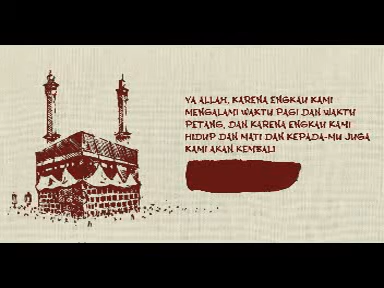 YA ALLAH, KARENA ENGKAU KAMI
MENGALAMI WAKTU PAGI DAN WAKTU
PETANG, DAN KARENA ENGKAU KAMI
HIDUP DAN MATI DAN KEPADA-MU JUGA
KAMI AKAN KEMBALI